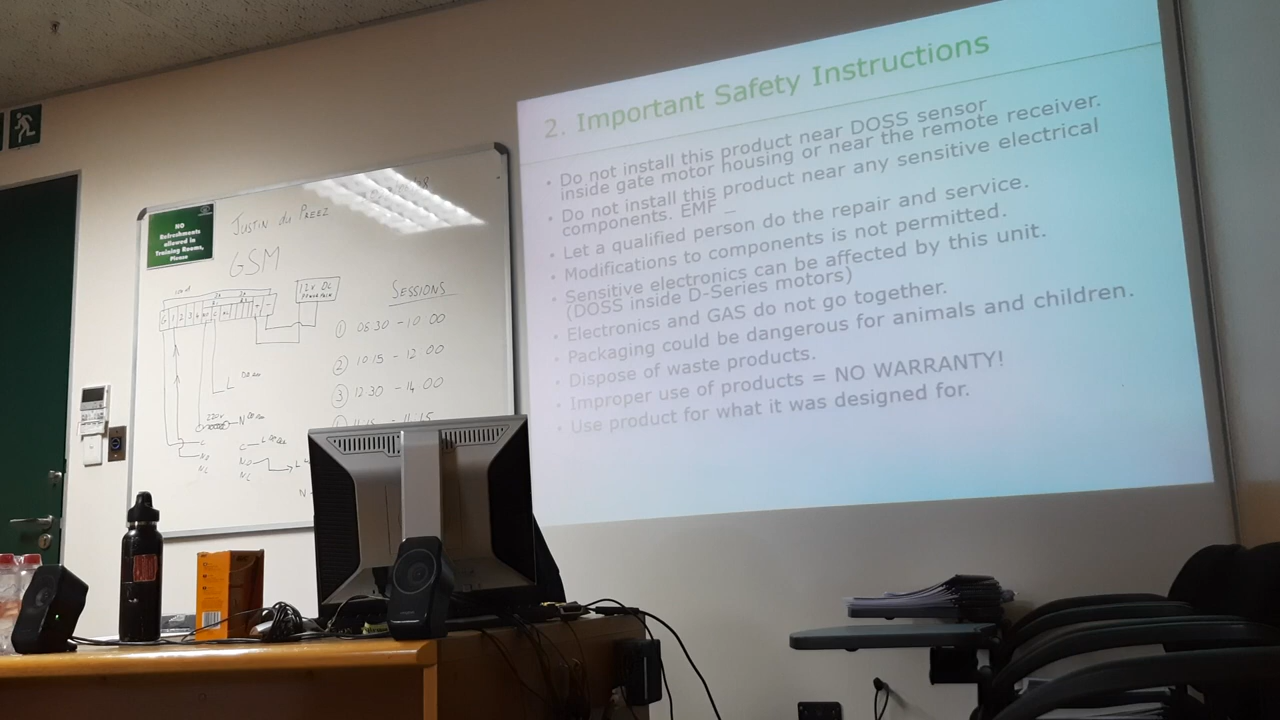 NO
Refreshments
allowed in
Training Rooms,
Please
JUSTIN du PREEZ
GSM
12V DC
POWER PACK
SESSIONS
1 08:30 - 10:00
2 10:15 - 12:00
3 12:30 - 14:00
220V
N
L
L
NO
NC
C
NO
NC
L
N
2. Important Safety Instructions
• Do not install this product near DOSS sensor
inside gate motor housing or near the remote receiver.
• Do not install this product near any sensitive electrical
components. EMF _
• Let a qualified person do the repair and service.
• Modifications to components is not permitted.
• Sensitive electronics can be affected by this unit.
(DOSS inside D-Series motors)
• Electronics and GAS do not go together.
• Packaging could be dangerous for animals and children.
• Dispose of waste products.
• Improper use of products = NO WARRANTY!
• Use product for what it was designed for.